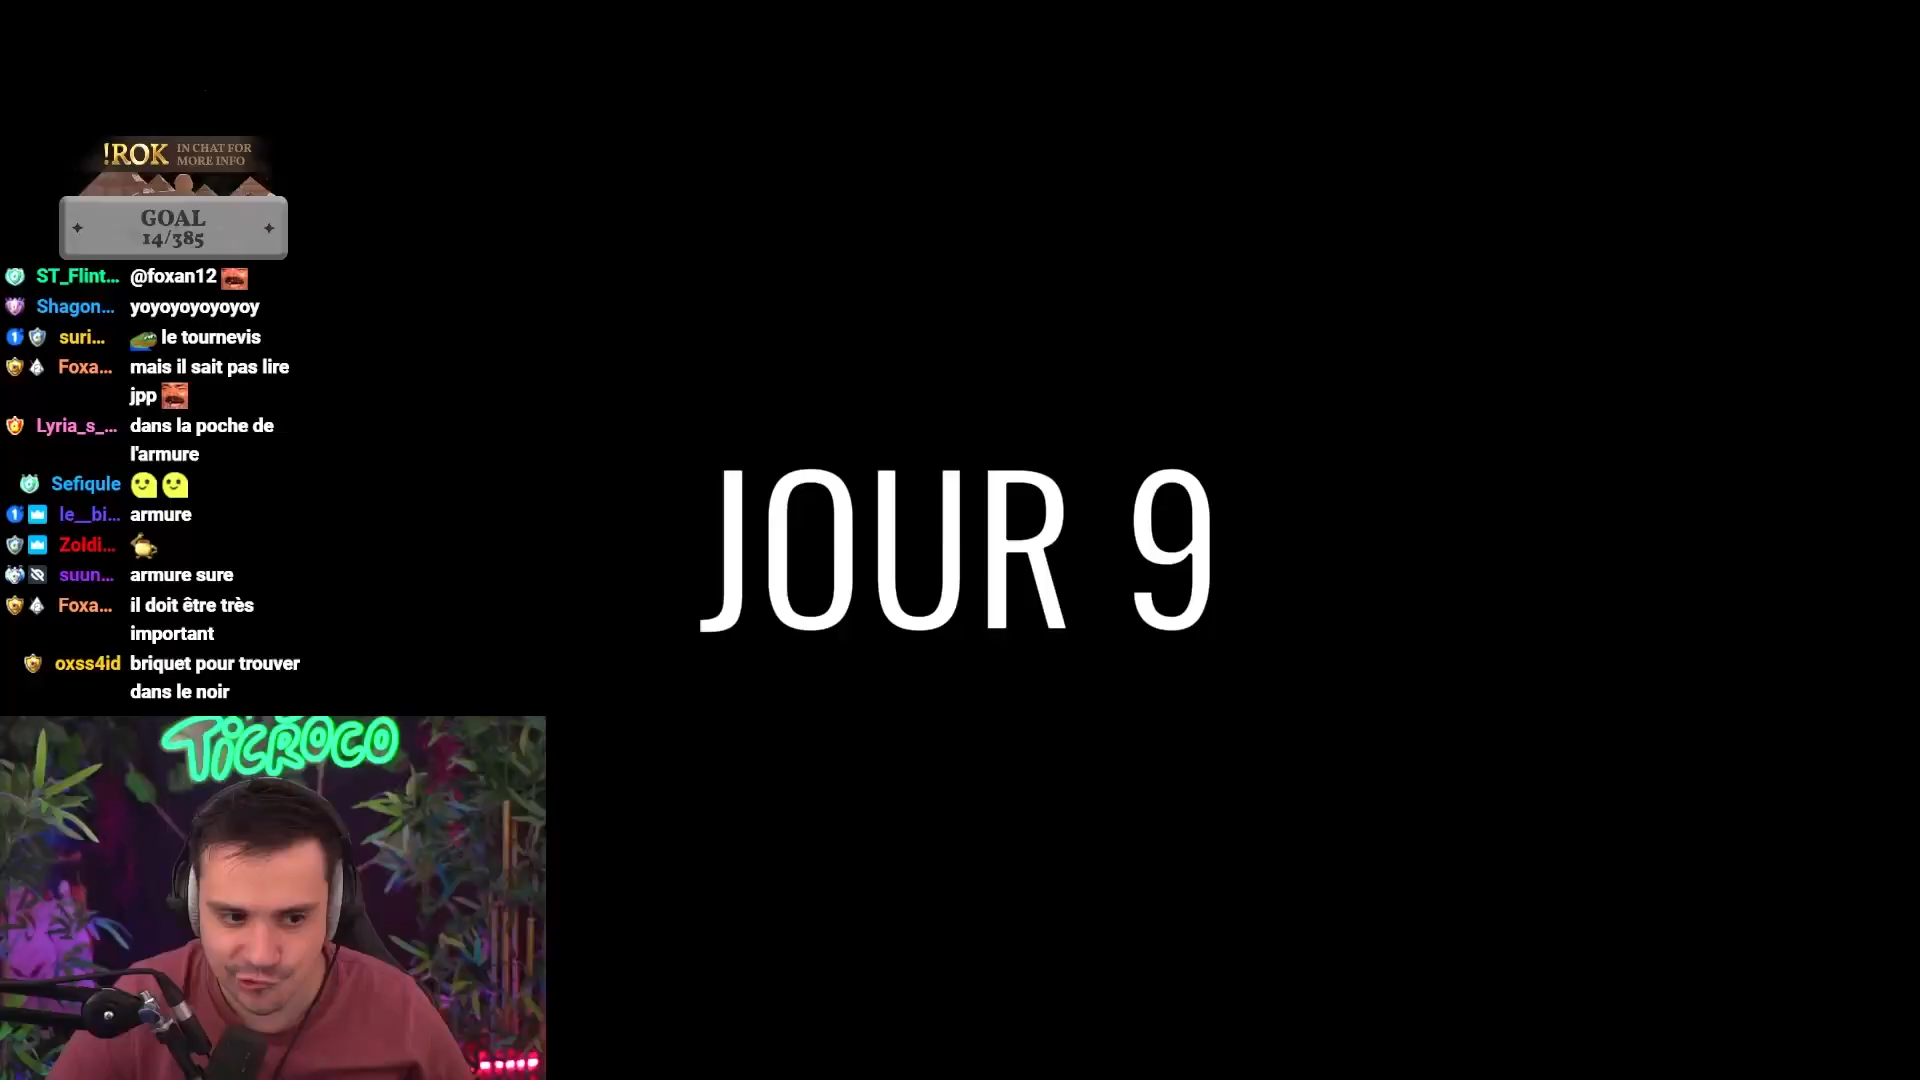 !ROK IN CHAT FOR MORE INFO
GOAL
14/385
ST_Flint... @foxan12
Shagon... yoyoyoyoyoyoy
suri... le tournevis
Foxa... mais il sait pas lire
jpp
Lyria_s_... dans la poche de
l'armure
Sefiqule
le__bi... armure
Zoldi...
suun... armure sure
Foxa... il doit être très
important
oxss4id briquet pour trouver
dans le noir
JOUR 9
TICROCO